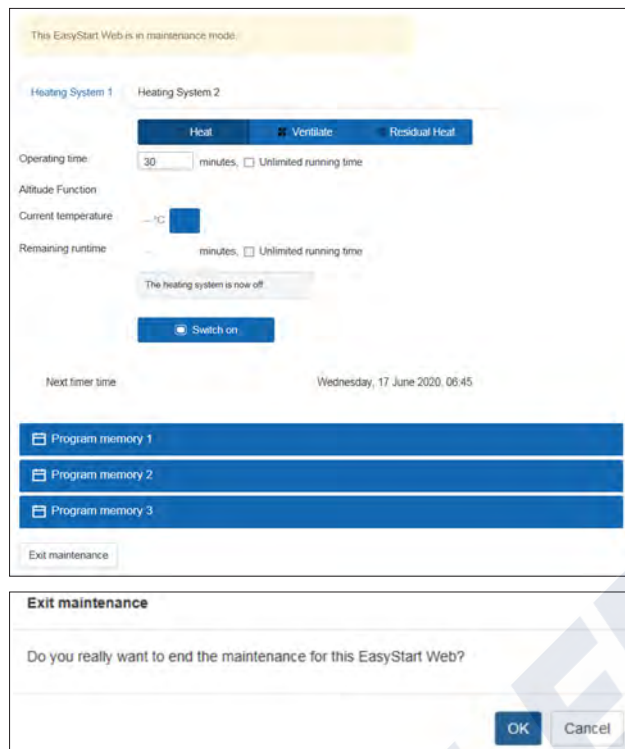 This EasyStart Web is in maintenance mode.
Heating System 1 Heating System 2
Heat Ventilate Residual Heat
Operating time 30 minutes, Unlimited running time
Altitude Function
Current temperature -- °C
Remaining runtime -- minutes, Unlimited running time
The heating system is now off.
Switch on
Next timer time Wednesday, 17 June 2020, 06:45
Program memory 1
Program memory 2
Program memory 3
Exit maintenance
Exit maintenance
Do you really want to end the maintenance for this EasyStart Web?
OK Cancel